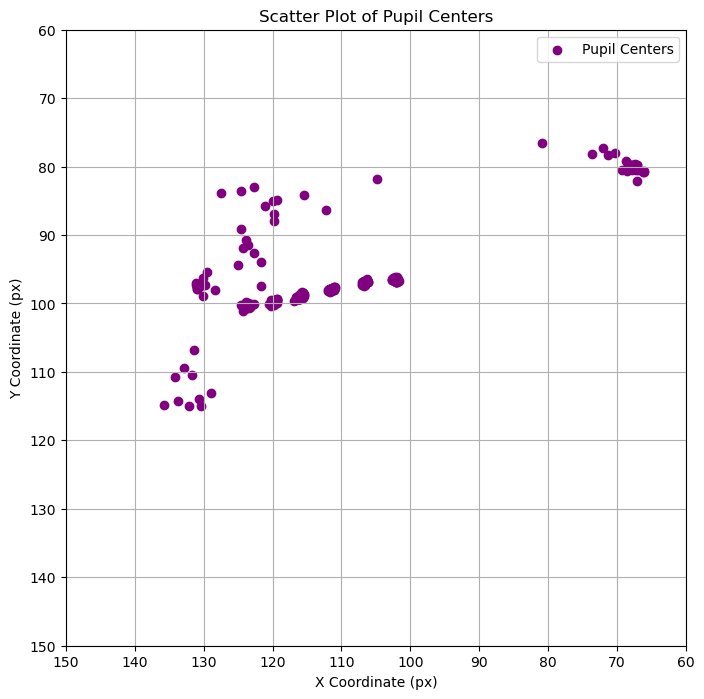 Scatter Plot of Pupil Centers
Pupil Centers
60
70
80
90
100
110
120
130
140
150
Y Coordinate (px)
150 140 130 120 110 100 90 80 70 60
X Coordinate (px)